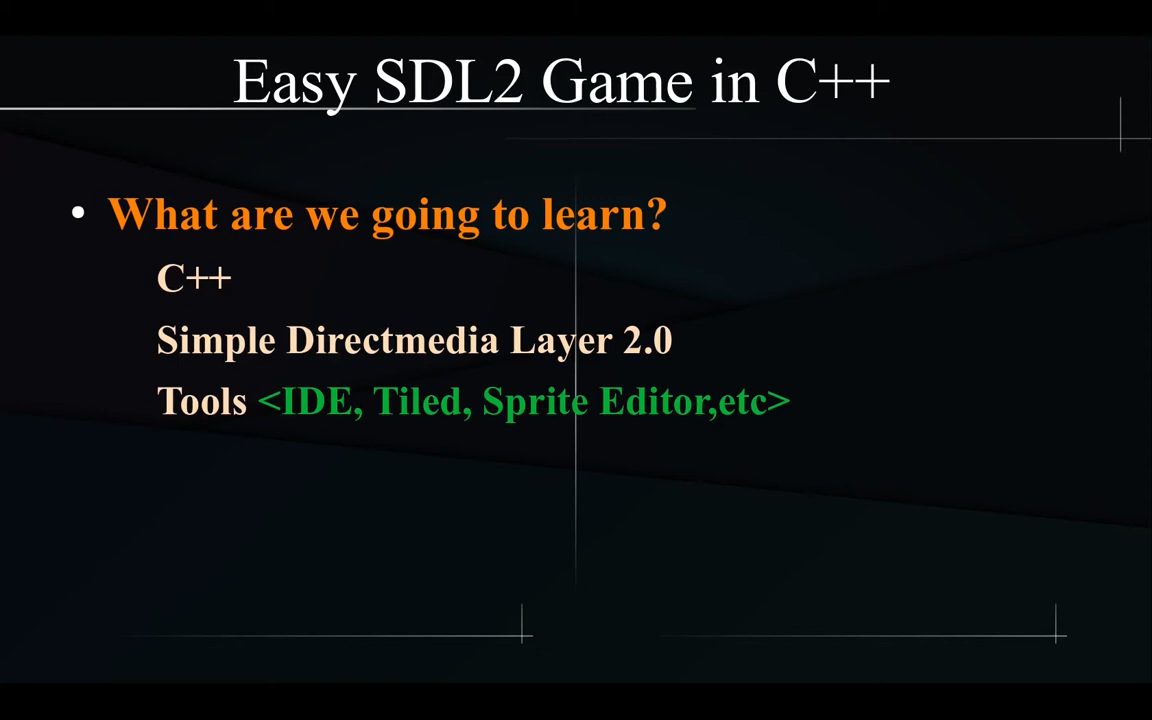 Easy SDL2 Game in C++
• What are we going to learn?
C++
Simple Directmedia Layer 2.0
Tools <IDE, Tiled, Sprite Editor,etc>